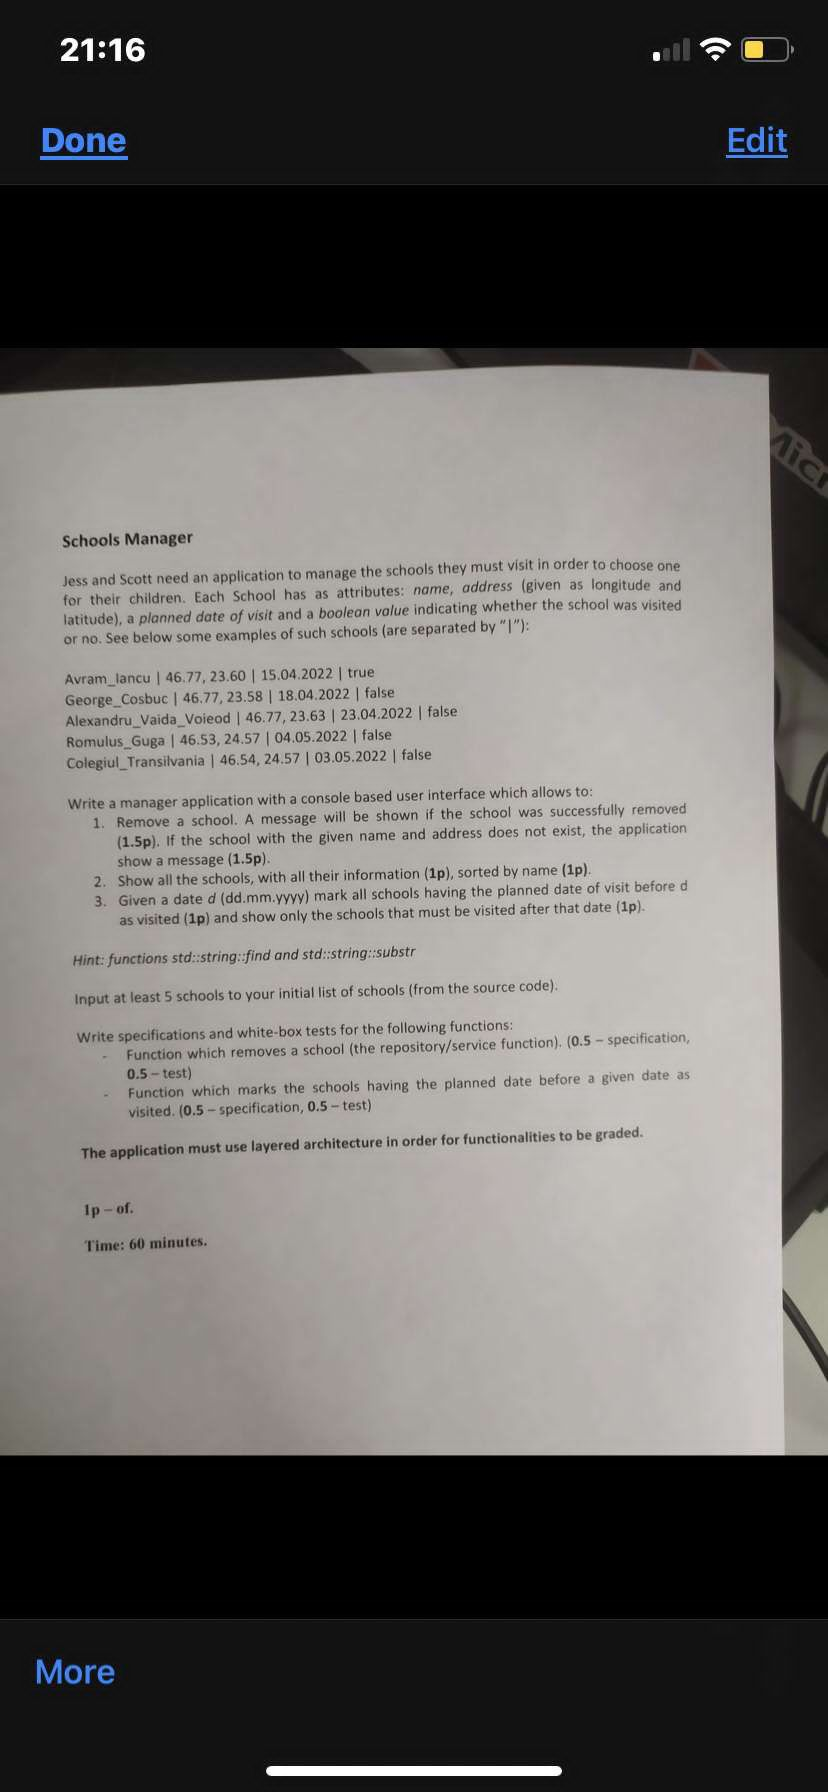 21:16
Done
Edit
Micr
Schools Manager
Jess and Scott need an application to manage the schools they must visit in order to choose one
for their children. Each School has as attributes: name, address (given as longitude and
latitude), a planned date of visit and a boolean value indicating whether the school was visited
or no. See below some examples of such schools (are separated by "|"):
Avram_Iancu | 46.77, 23.60 | 15.04.2022 | true
George_Cosbuc | 46.77, 23.58 | 18.04.2022 | false
Alexandru_Vaida_Voieod | 46.77, 23.63 | 23.04.2022 | false
Romulus_Guga | 46.53, 24.57 | 04.05.2022 | false
Colegiul_Transilvania | 46.54, 24.57 | 03.05.2022 | false
Write a manager application with a console based user interface which allows to:
1. Remove a school. A message will be shown if the school was successfully removed
(1.5p). If the school with the given name and address does not exist, the application
show a message (1.5p).
2. Show all the schools, with all their information (1p), sorted by name (1p).
3. Given a date d (dd.mm.yyyy) mark all schools having the planned date of visit before d
as visited (1p) and show only the schools that must be visited after that date (1p).
Hint: functions std::string::find and std::string::substr
Input at least 5 schools to your initial list of schools (from the source code).
Write specifications and white-box tests for the following functions:
- Function which removes a school (the repository/service function). (0.5 – specification,
0.5 – test)
- Function which marks the schools having the planned date before a given date as
visited. (0.5 – specification, 0.5 – test)
The application must use layered architecture in order for functionalities to be graded.
1p – of.
Time: 60 minutes.
More